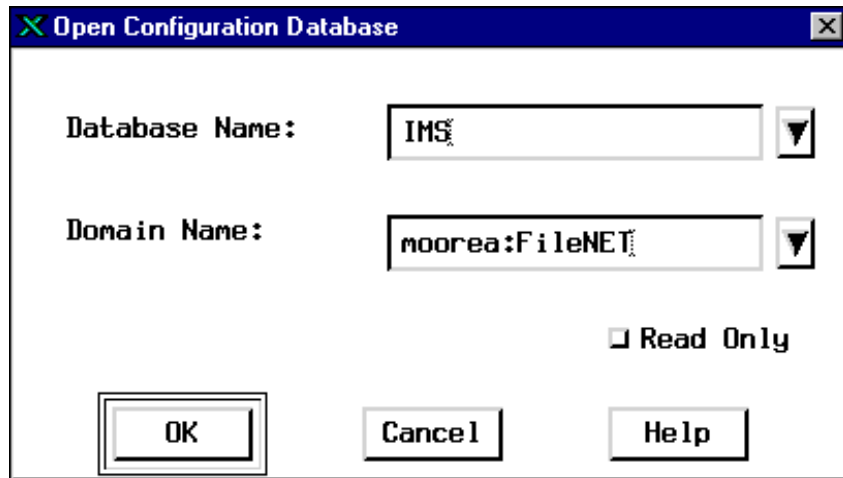 Open Configuration Database
Database Name: IMS
Domain Name: moorea:FileNET
Read Only
OK Cancel Help